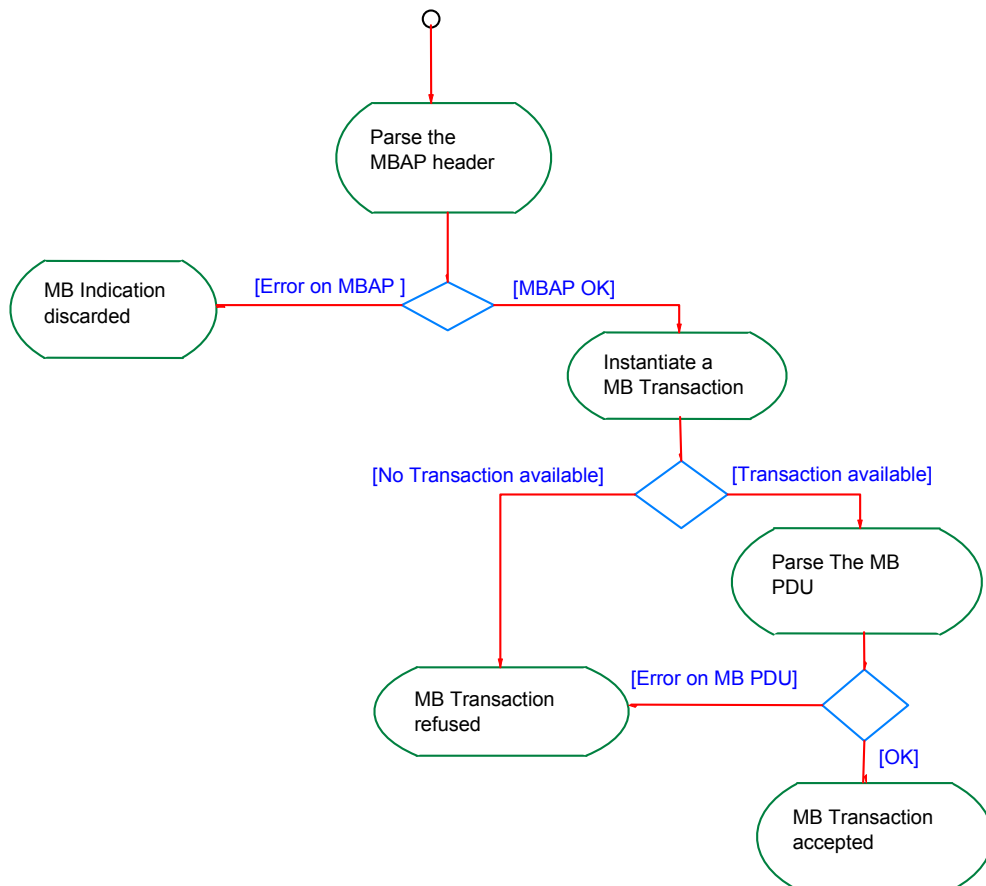 Parse the
MBAP header
[Error on MBAP ]
[MBAP OK]
MB Indication
discarded
Instantiate a
MB Transaction
[No Transaction available]
[Transaction available]
Parse The MB
PDU
[Error on MB PDU]
MB Transaction
refused
[OK]
MB Transaction
accepted